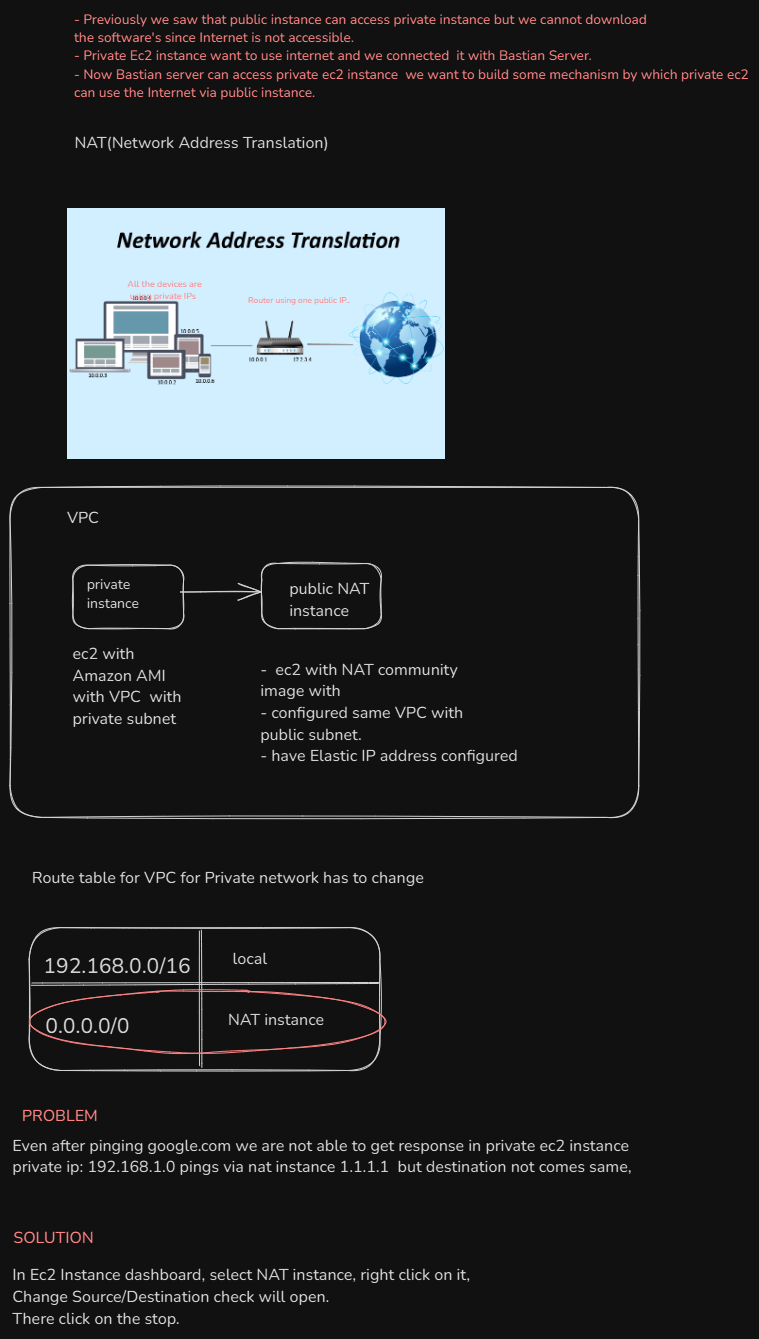 - Previously we saw that public instance can access private instance but we cannot download
the software's since Internet is not accessible.
- Private Ec2 instance want to use internet and we connected  it with Bastian Server.
- Now Bastian server can access private ec2 instance  we want to build some mechanism by which private ec2
can use the Internet via public instance.
NAT(Network Address Translation)
Network Address Translation
All the devices are
private IPs
Router using one public IP..
10.0.0.4
10.0.0.5
10.0.0.3
10.0.0.2
10.0.0.6
10.0.0.1
VPC
private
instance
public NAT
instance
ec2 with
Amazon AMI
with VPC  with
private subnet
-  ec2 with NAT community
image with
- configured same VPC with
public subnet.
- have Elastic IP address configured
Route table for VPC for Private network has to change
192.168.0.0/16
local
0.0.0.0/0
NAT instance
PROBLEM
Even after pinging google.com we are not able to get response in private ec2 instance
private ip: 192.168.1.0 pings via nat instance 1.1.1.1  but destination not comes same,
SOLUTION
In Ec2 Instance dashboard, select NAT instance, right click on it,
Change Source/Destination check will open.
There click on the stop.